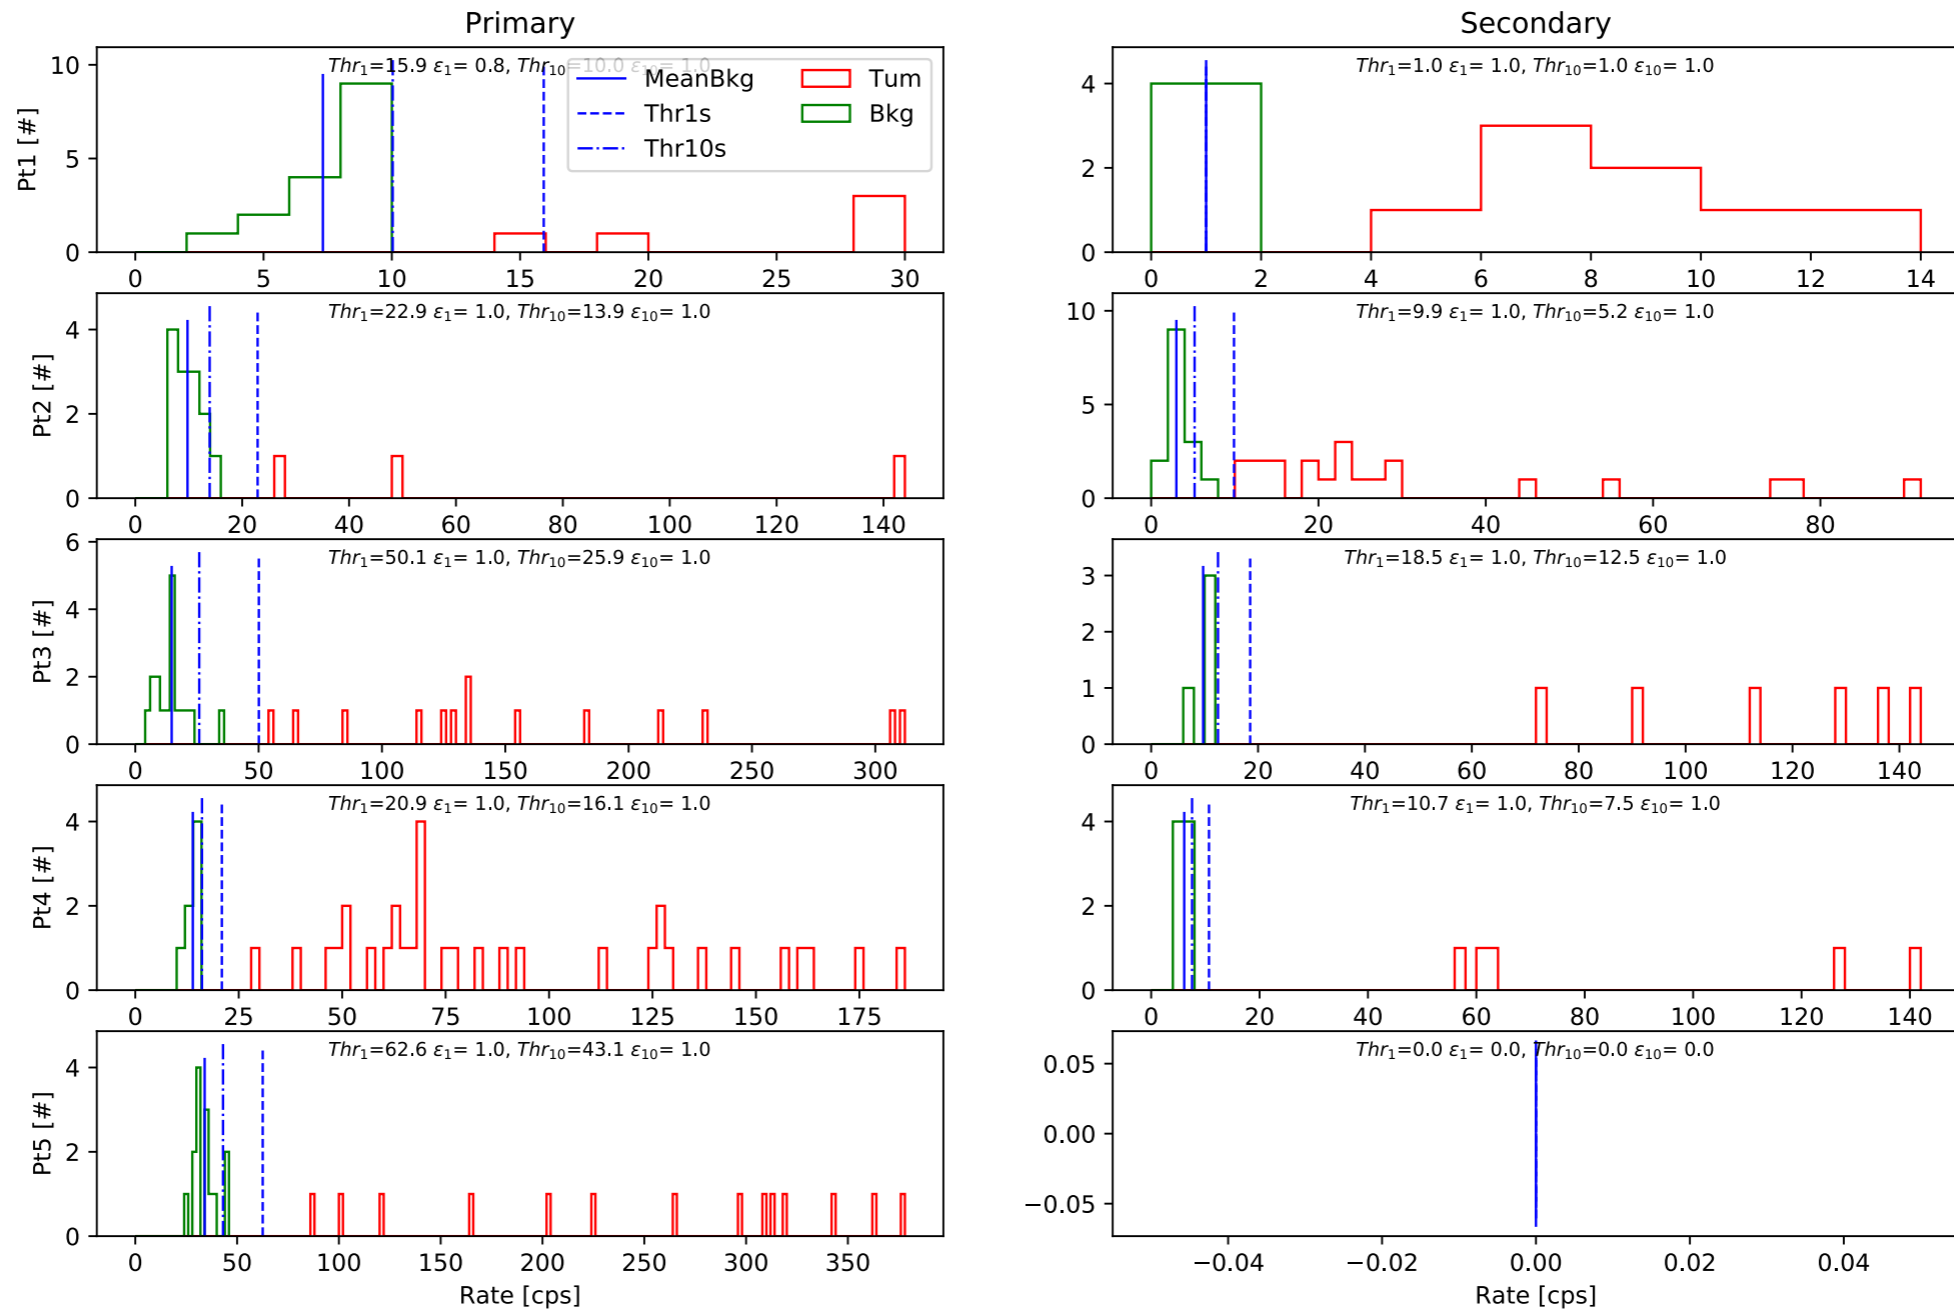 Primary
Secondary
Thr1=15.9 ε1= 0.8, Thr10=10.0 ε10= 1.0
MeanBkg
Thr1s
Thr10s
Tum
Bkg
Pt1 [#]
10
5
0
0 5 10 15 20 25 30
Thr1=1.0 ε1= 1.0, Thr10=1.0 ε10= 1.0
4
2
0
0 2 4 6 8 10 12 14
Thr1=22.9 ε1= 1.0, Thr10=13.9 ε10= 1.0
Pt2 [#]
4
2
0
0 20 40 60 80 100 120 140
Thr1=9.9 ε1= 1.0, Thr10=5.2 ε10= 1.0
10
5
0
0 20 40 60 80
Thr1=50.1 ε1= 1.0, Thr10=25.9 ε10= 1.0
Pt3 [#]
6
4
2
0
0 50 100 150 200 250 300
Thr1=18.5 ε1= 1.0, Thr10=12.5 ε10= 1.0
3
2
1
0
0 20 40 60 80 100 120 140
Thr1=20.9 ε1= 1.0, Thr10=16.1 ε10= 1.0
Pt4 [#]
4
2
0
0 25 50 75 100 125 150 175
Thr1=10.7 ε1= 1.0, Thr10=7.5 ε10= 1.0
4
2
0
0 20 40 60 80 100 120 140
Thr1=62.6 ε1= 1.0, Thr10=43.1 ε10= 1.0
Pt5 [#]
4
2
0
0 50 100 150 200 250 300 350
Rate [cps]
Thr1=0.0 ε1= 0.0, Thr10=0.0 ε10= 0.0
0.05
0.00
−0.05
−0.04 −0.02 0.00 0.02 0.04
Rate [cps]